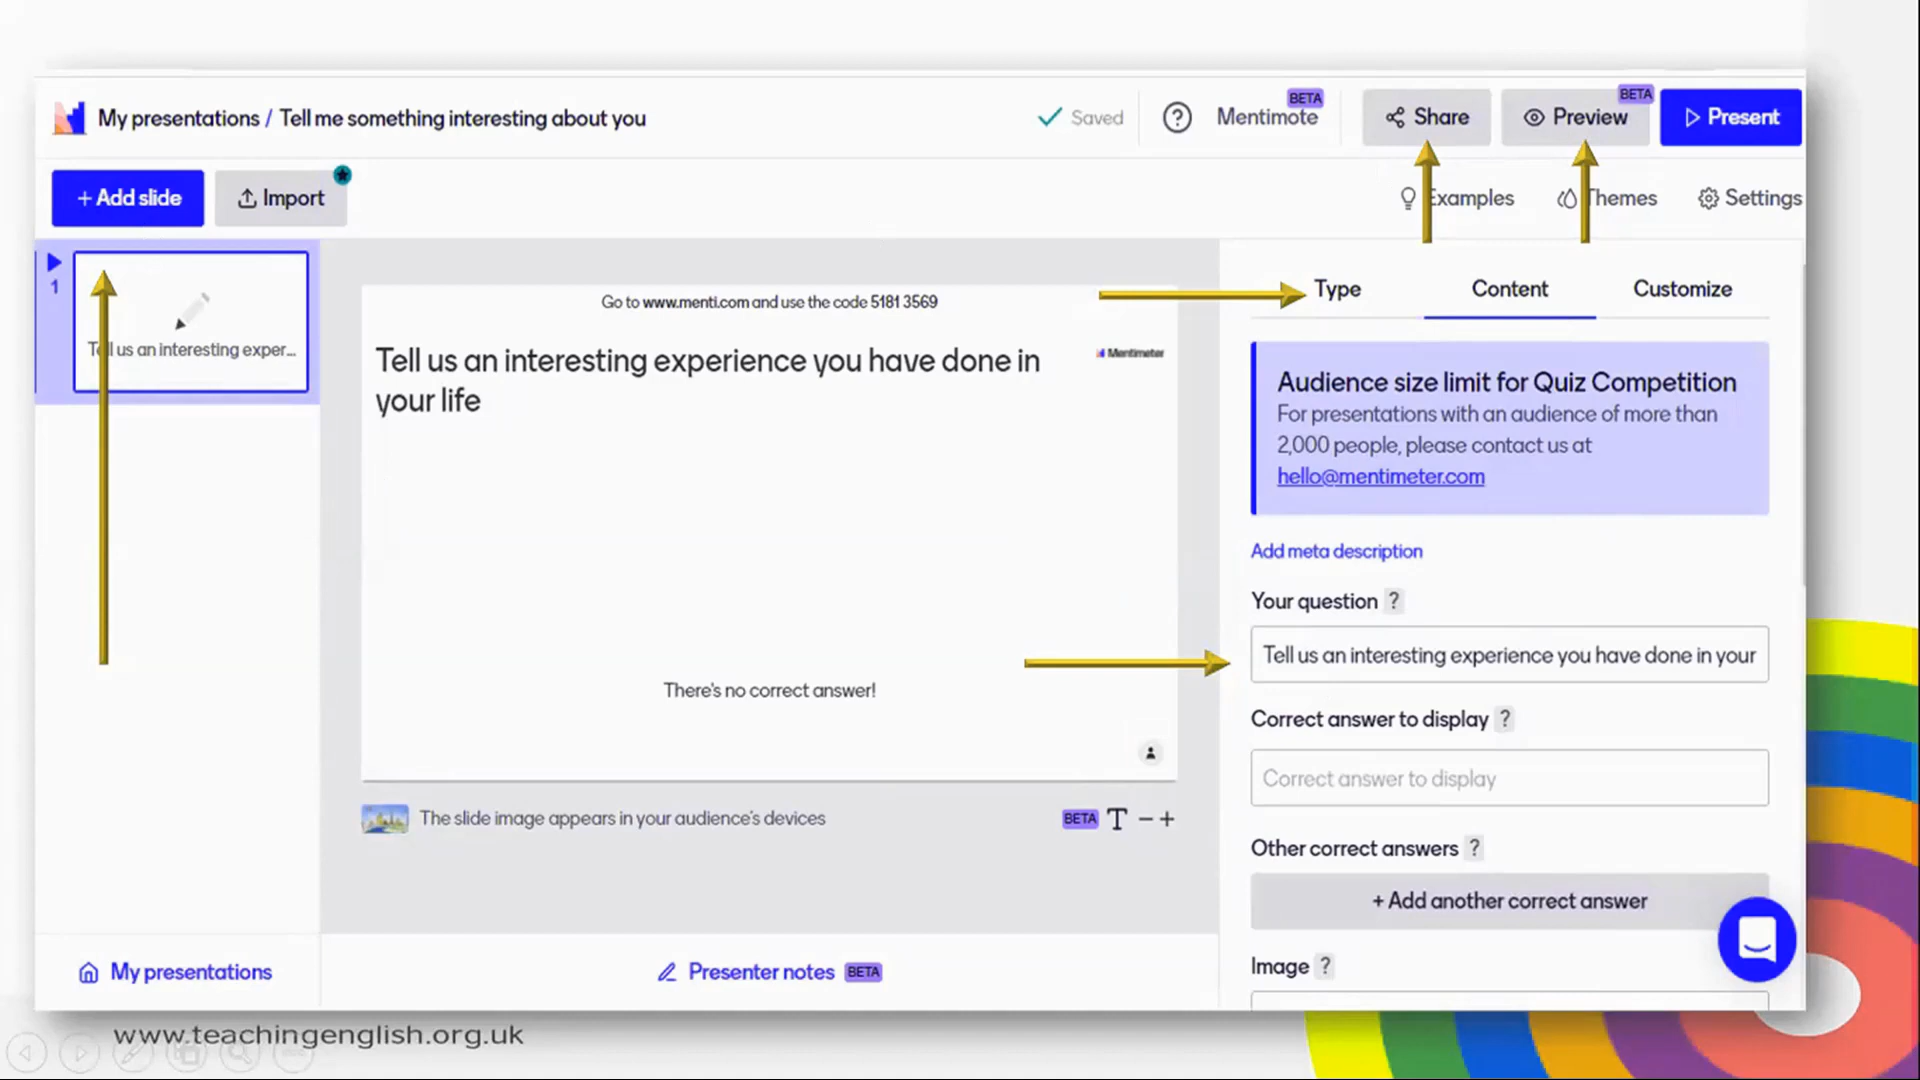 My presentations / Tell me something interesting about you
Saved
?
Mentimote
BETA
Share
Preview
BETA
Present
+ Add slide
Import
Examples
Themes
Settings
1
Tell us an interesting exper...
Go to www.menti.com and use the code 5181 3569
Mentimeter
Tell us an interesting experience you have done in
your life
There's no correct answer!
The slide image appears in your audience's devices
BETA T − +
Type Content Customize
Audience size limit for Quiz Competition
For presentations with an audience of more than
2,000 people, please contact us at
hello@mentimeter.com
Add meta description
Your question ?
Tell us an interesting experience you have done in your
Correct answer to display ?
Correct answer to display
Other correct answers ?
+ Add another correct answer
Image ?
My presentations
Presenter notes BETA
www.teachingenglish.org.uk